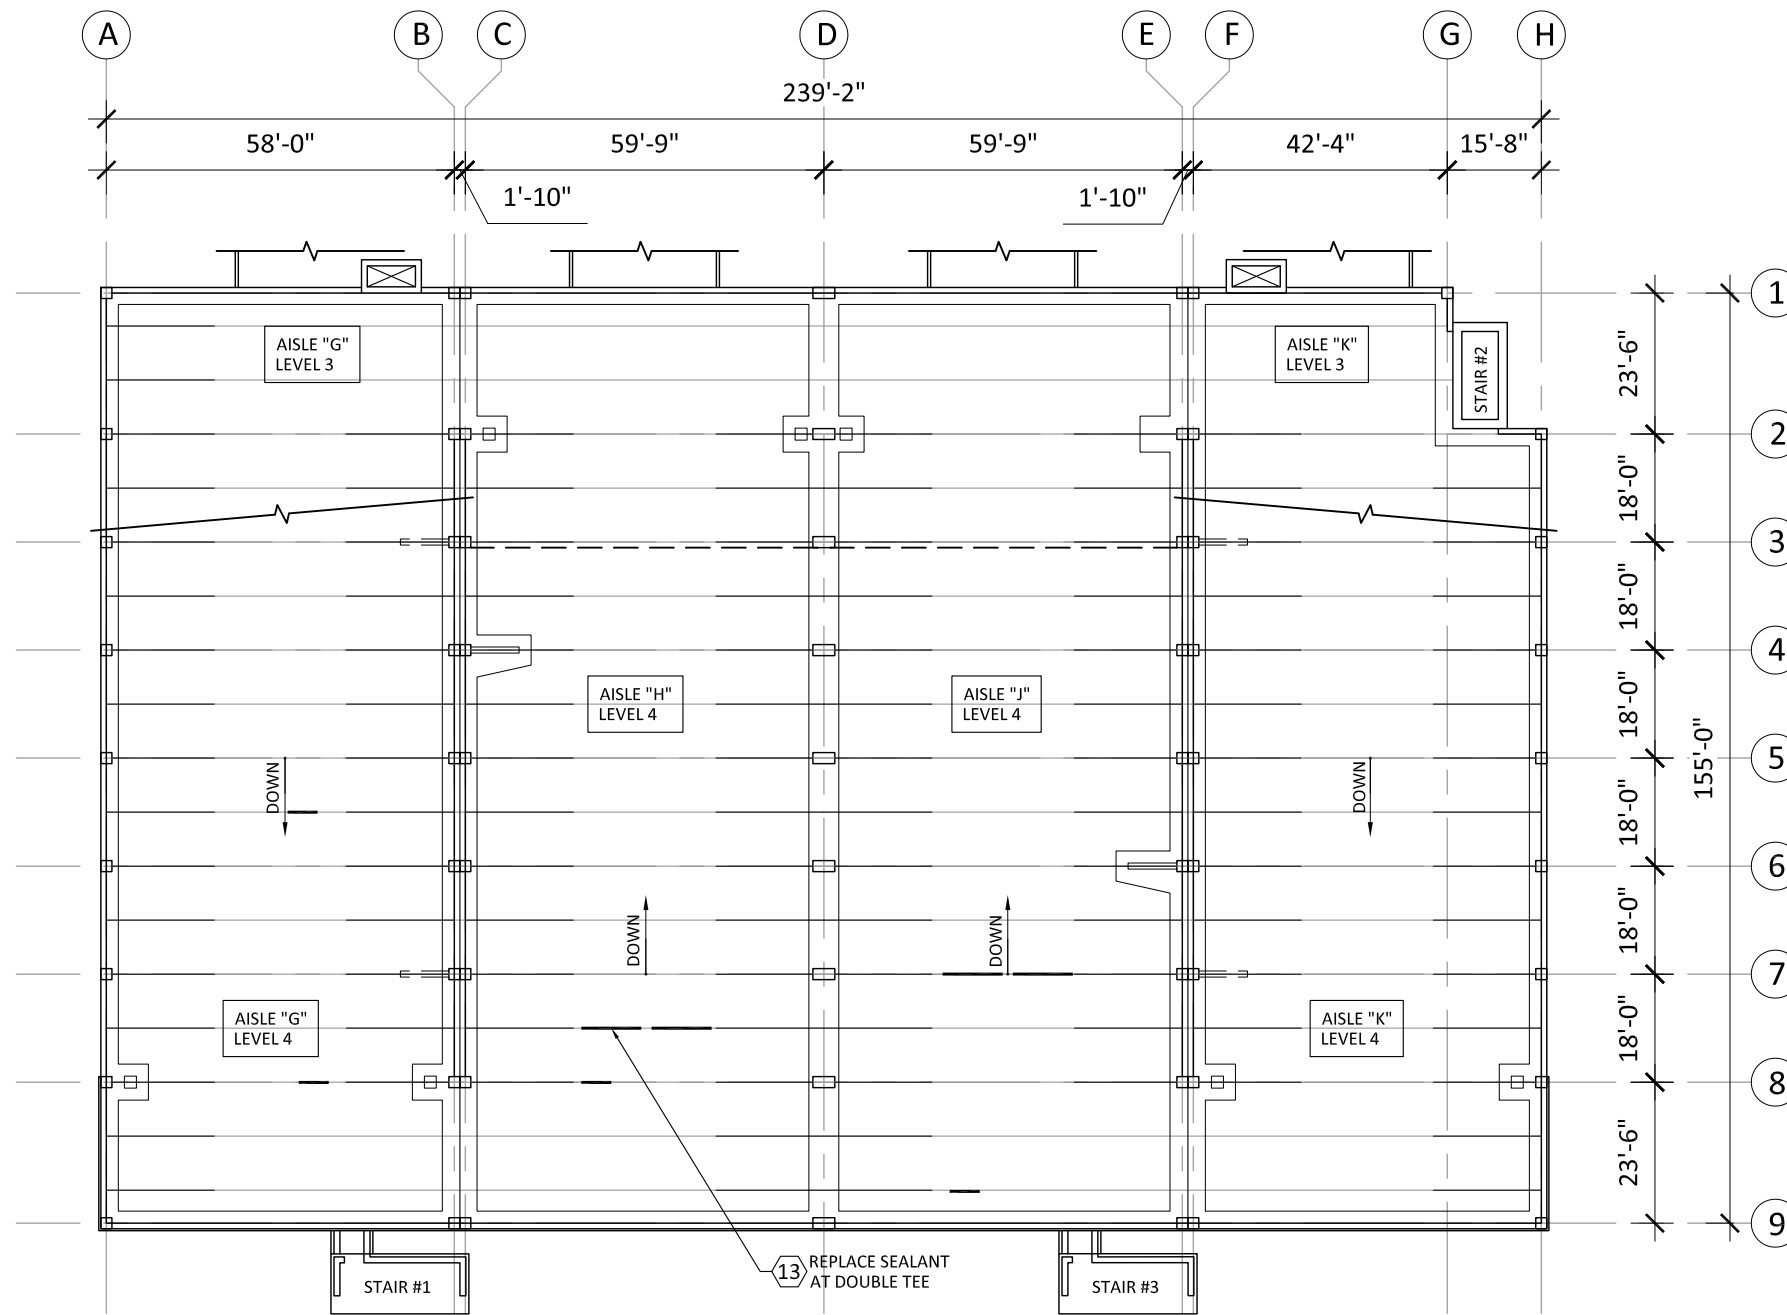 A B C D E F G H
239'-2"
58'-0" 59'-9" 59'-9" 42'-4" 15'-8"
1'-10" 1'-10"
1
AISLE "G"
LEVEL 3
AISLE "K"
LEVEL 3
STAIR #2
23'-6"
2
18'-0"
3
18'-0"
4
AISLE "H"
LEVEL 4
AISLE "J"
LEVEL 4
18'-0"
155'-0"
5
DOWN
DOWN
18'-0"
6
DOWN
DOWN
18'-0"
7
AISLE "G"
LEVEL 4
AISLE "K"
LEVEL 4
18'-0"
8
23'-6"
9
13 REPLACE SEALANT
AT DOUBLE TEE
STAIR #1
STAIR #3